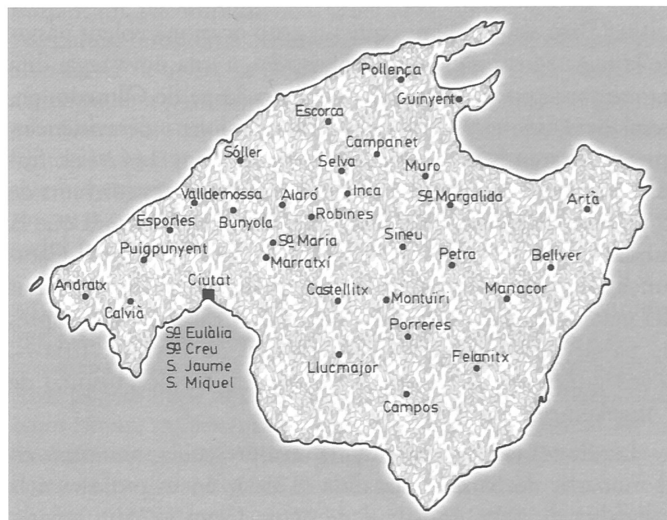 Pollença
Guinyent
Escorca
Campanet
Sóller
Selva
Muro
Inca
Sª Margalida
Artà
Valldemossa
Alaró
Bunyola
Robines
Esporles
Sineu
Sª Maria
Puigpunyent
Marratxí
Petra
Bellver
Andratx
Calvià
Ciutat
Castellitx
Montuïri
Manacor
Sª Eulàlia
Sª Creu
S. Jaume
S. Miquel
Porreres
Llucmajor
Felanitx
Campos